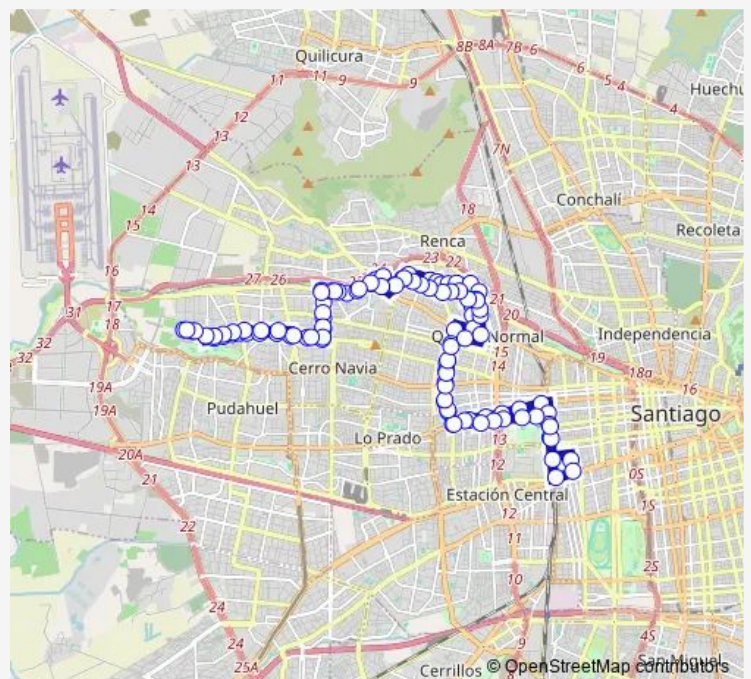 Quilicura
8B 8A 7B 6
6
5
4
4
11 11 9
9
Huechu
12
13
13
7N
14
15
18
Conchalí
Recoleta
Renca
16
23 22
27 26
17
31
18
32
32
21
20
Normal
Independencia
15
14
19
18a
16
Cerro Navia
19A
19A
Pudahuel
Santiago
Lo Prado
13
12
20A
21
Estación Central
0S
1S
12
11
22
10
2S
24
24
9
4S
25A
Cerrillos
San Miguel
© OpenStreetMap contributors